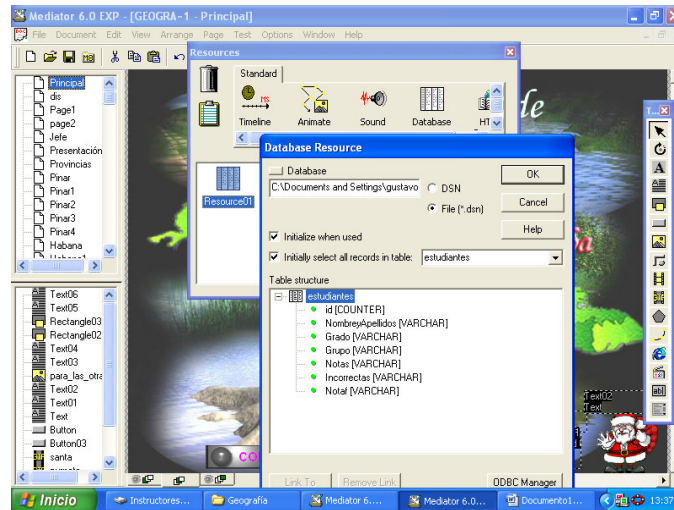 Mediator 6.0 EXP - [GEOGRA-1 - Principal]
File Document Edit View Arrange Page Test Options Window Help
Resources
Standard
Timeline Animate Sound Database
Resource01
Principal
dis
Page1
page2
Jefe
Presentación
Provincias
Pinar
Pinar1
Pinar2
Pinar3
Pinar4
Habana
Text06
Text05
Rectangle03
Rectangle02
Text04
Text03
para_las_otra
Text02
Text01
Text
Button
Button03
santa
Database Resource
Database
C:\Documents and Settings\gustavo
DSN
File (*.dsn)
OK
Cancel
Help
Initialize when used
Initially select all records in table: estudiantes
Table structure
estudiantes
id [COUNTER]
NombreyApellidos [VARCHAR]
Grado [VARCHAR]
Grupo [VARCHAR]
Notas [VARCHAR]
Incorrectas [VARCHAR]
Notaf [VARCHAR]
Link To Remove Link ODBC Manager
T...
de
le
Text02
Text
CO
Inicio Instructores... Geografía Mediator 6.... Mediator 6.0... Documento1... 13:37